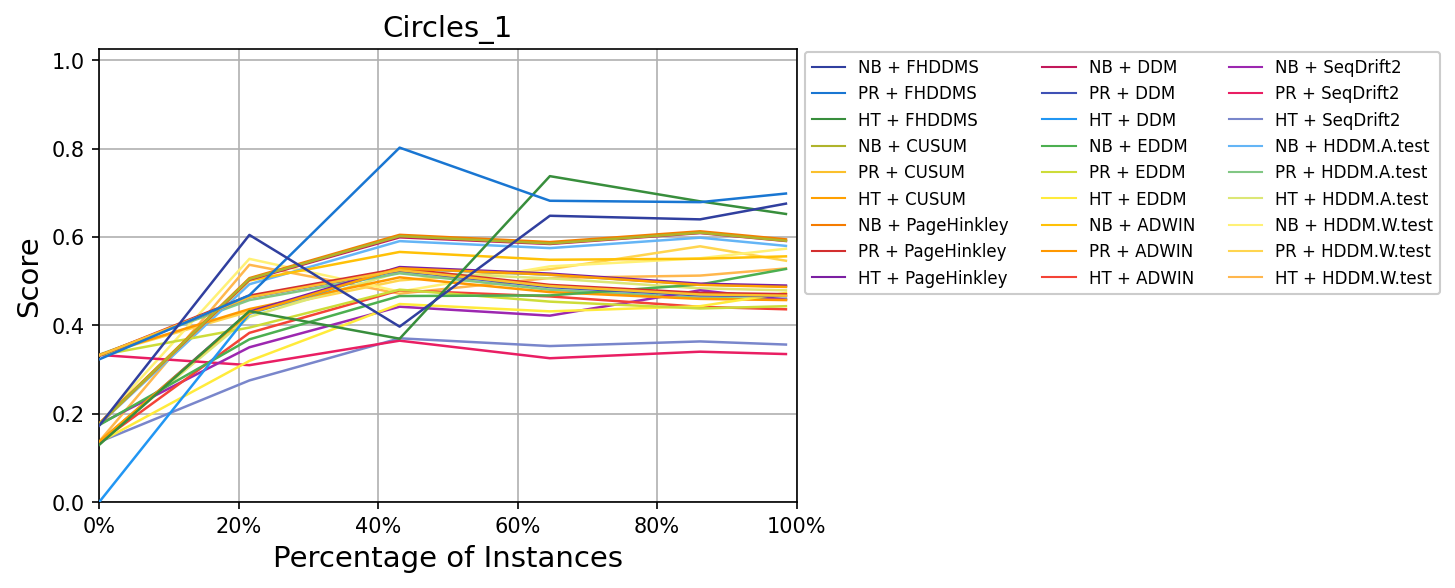 Circles_1
Score
1.0
0.8
0.6
0.4
0.2
0.0
0% 20% 40% 60% 80% 100%
Percentage of Instances
NB + FHDDMS
PR + FHDDMS
HT + FHDDMS
NB + CUSUM
PR + CUSUM
HT + CUSUM
NB + PageHinkley
PR + PageHinkley
HT + PageHinkley
NB + DDM
PR + DDM
HT + DDM
NB + EDDM
PR + EDDM
HT + EDDM
NB + ADWIN
PR + ADWIN
HT + ADWIN
NB + SeqDrift2
PR + SeqDrift2
HT + SeqDrift2
NB + HDDM.A.test
PR + HDDM.A.test
HT + HDDM.A.test
NB + HDDM.W.test
PR + HDDM.W.test
HT + HDDM.W.test